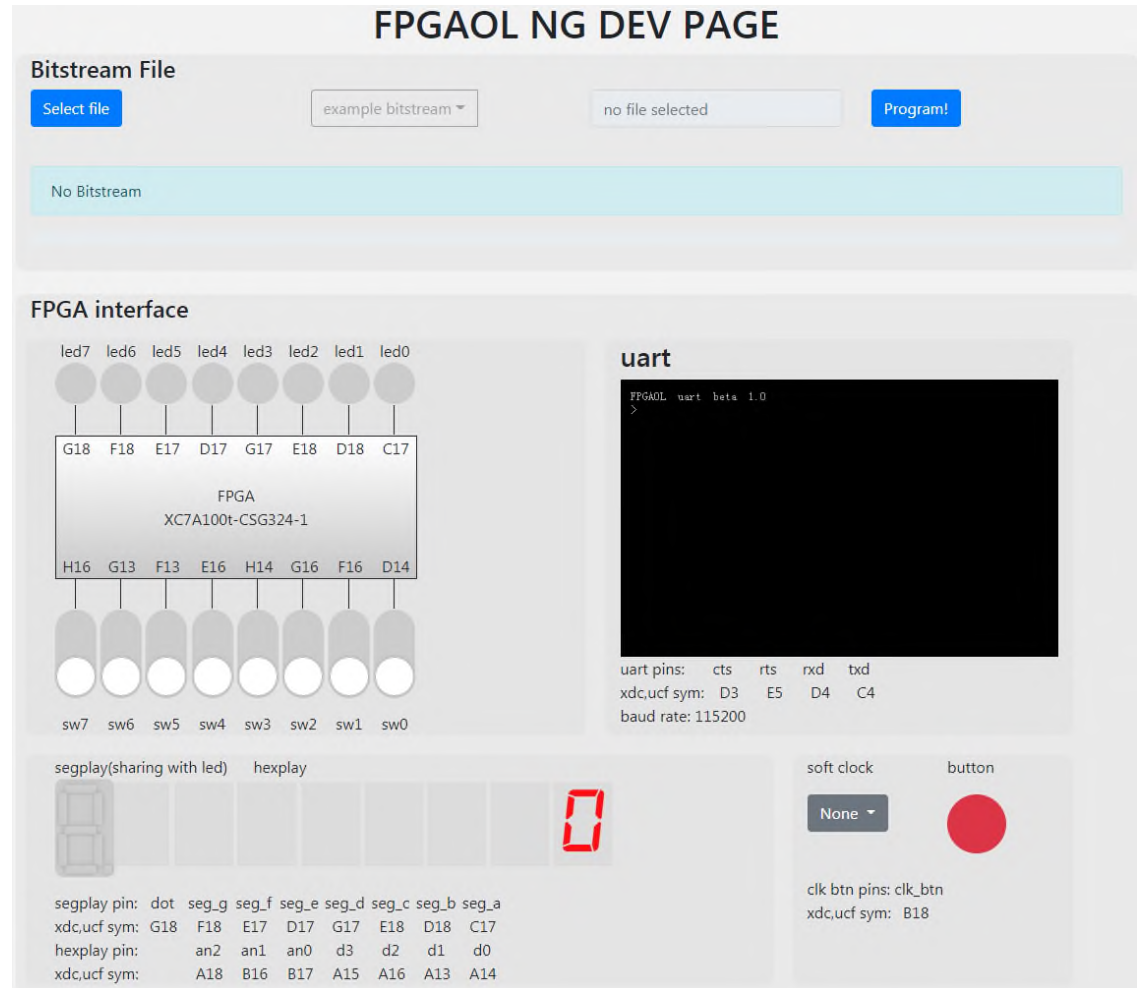 FPGAOL NG DEV PAGE
Bitstream File
Select file example bitstream no file selected Program!
No Bitstream
FPGA interface
led7 led6 led5 led4 led3 led2 led1 led0
G18 F18 E17 D17 G17 E18 D18 C17
FPGA
XC7A100t-CSG324-1
H16 G13 F13 E16 H14 G16 F16 D14
sw7 sw6 sw5 sw4 sw3 sw2 sw1 sw0
uart
FPGAOL uart beta 1.0
>
uart pins: cts rts rxd txd
xdc,ucf sym: D3 E5 D4 C4
baud rate: 115200
segplay(sharing with led) hexplay
0
segplay pin: dot seg_g seg_f seg_e seg_d seg_c seg_b seg_a
xdc,ucf sym: G18 F18 E17 D17 G17 E18 D18 C17
hexplay pin: an2 an1 an0 d3 d2 d1 d0
xdc,ucf sym: A18 B16 B17 A15 A16 A13 A14
soft clock button
None
clk btn pins: clk_btn
xdc,ucf sym: B18